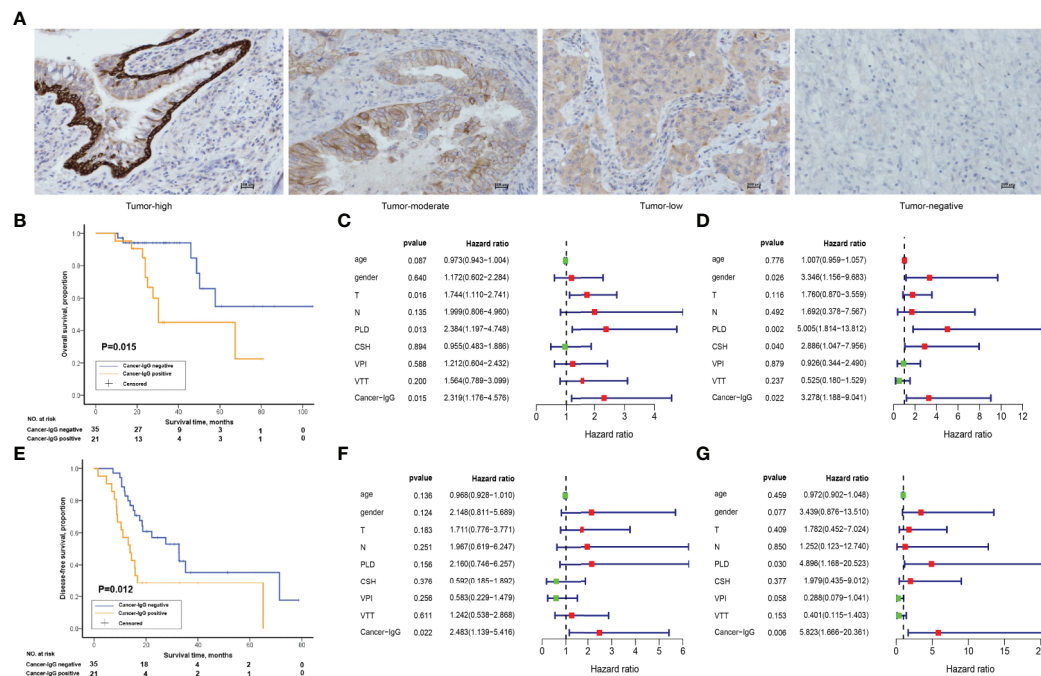 A
Tumor-high
Tumor-moderate
Tumor-low
Tumor-negative
B
Overall survival, proportion
1.0
0.8
0.6
0.4
0.2
0.0
P=0.015
Cancer-IgG negative
Cancer-IgG positive
Censored
0 20 40 60 80 100
Survival time, months
NO. at risk
Cancer-IgG negative 35 27 9 3 1 0
Cancer-IgG positive 21 13 4 3 1 0
C
pvalue Hazard ratio
age 0.087 0.973(0.943−1.004)
gender 0.640 1.172(0.602−2.284)
T 0.016 1.744(1.110−2.741)
N 0.135 1.999(0.806−4.960)
PLD 0.013 2.384(1.197−4.748)
CSH 0.894 0.955(0.483−1.886)
VPI 0.588 1.212(0.604−2.432)
VTT 0.200 1.564(0.789−3.099)
Cancer−IgG 0.015 2.319(1.176−4.576)
0 1 2 3 4
Hazard ratio
D
pvalue Hazard ratio
age 0.776 1.007(0.959−1.057)
gender 0.026 3.346(1.156−9.683)
T 0.116 1.760(0.870−3.559)
N 0.492 1.692(0.378−7.567)
PLD 0.002 5.005(1.814−13.812)
CSH 0.040 2.886(1.047−7.956)
VPI 0.879 0.926(0.344−2.490)
VTT 0.237 0.525(0.180−1.529)
Cancer−IgG 0.022 3.278(1.188−9.041)
0 2 4 6 8 10 12
Hazard ratio
E
Disease-free survival, proportion
1.0
0.8
0.6
0.4
0.2
0.0
P=0.012
Cancer-IgG negative
Cancer-IgG positive
Censored
0 20 40 60 80
Survival time, months
NO. at risk
Cancer-IgG negative 35 18 4 2 0
Cancer-IgG positive 21 4 2 1 0
F
pvalue Hazard ratio
age 0.136 0.968(0.928−1.010)
gender 0.124 2.148(0.811−5.689)
T 0.183 1.711(0.776−3.771)
N 0.251 1.967(0.619−6.247)
PLD 0.156 2.160(0.746−6.257)
CSH 0.376 0.592(0.185−1.892)
VPI 0.256 0.583(0.229−1.479)
VTT 0.611 1.242(0.538−2.868)
Cancer−IgG 0.022 2.483(1.139−5.416)
0 1 2 3 4 5 6
Hazard ratio
G
pvalue Hazard ratio
age 0.459 0.972(0.902−1.048)
gender 0.077 3.439(0.876−13.510)
T 0.409 1.782(0.452−7.024)
N 0.850 1.252(0.123−12.740)
PLD 0.030 4.896(1.168−20.523)
CSH 0.377 1.979(0.435−9.012)
VPI 0.058 0.288(0.079−1.041)
VTT 0.153 0.401(0.115−1.403)
Cancer−IgG 0.006 5.823(1.666−20.361)
0 5 10 15 20
Hazard ratio